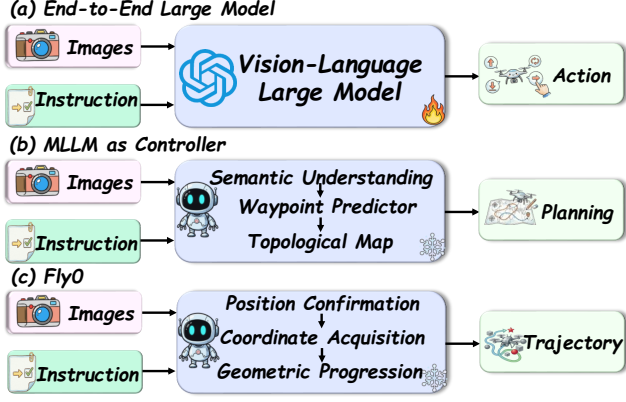 (a) End-to-End Large Model
Images
Instruction
Vision-Language
Large Model
Action
(b) MLLM as Controller
Images
Instruction
Semantic Understanding
Waypoint Predictor
Topological Map
Planning
(c) Fly0
Images
Instruction
Position Confirmation
Coordinate Acquisition
Geometric Progression
Trajectory